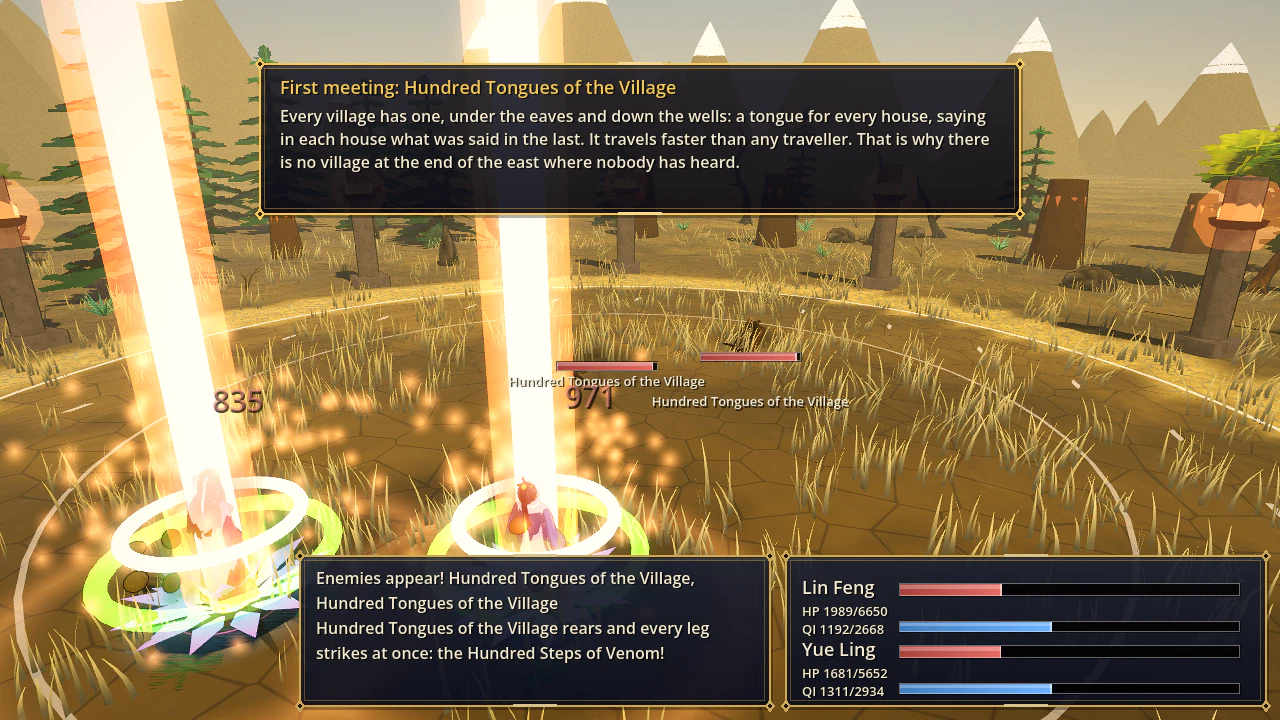 First meeting: Hundred Tongues of the Village
Every village has one, under the eaves and down the wells: a tongue for every house, saying
in each house what was said in the last. It travels faster than any traveller. That is why there
is no village at the end of the east where nobody has heard.
Hundred Tongues of the Village
835
971
Hundred Tongues of the Village
Enemies appear! Hundred Tongues of the Village,
Hundred Tongues of the Village
Hundred Tongues of the Village rears and every leg
strikes at once: the Hundred Steps of Venom!
Lin Feng
HP 1989/6650
QI 1192/2668
Yue Ling
HP 1681/5652
QI 1311/2934